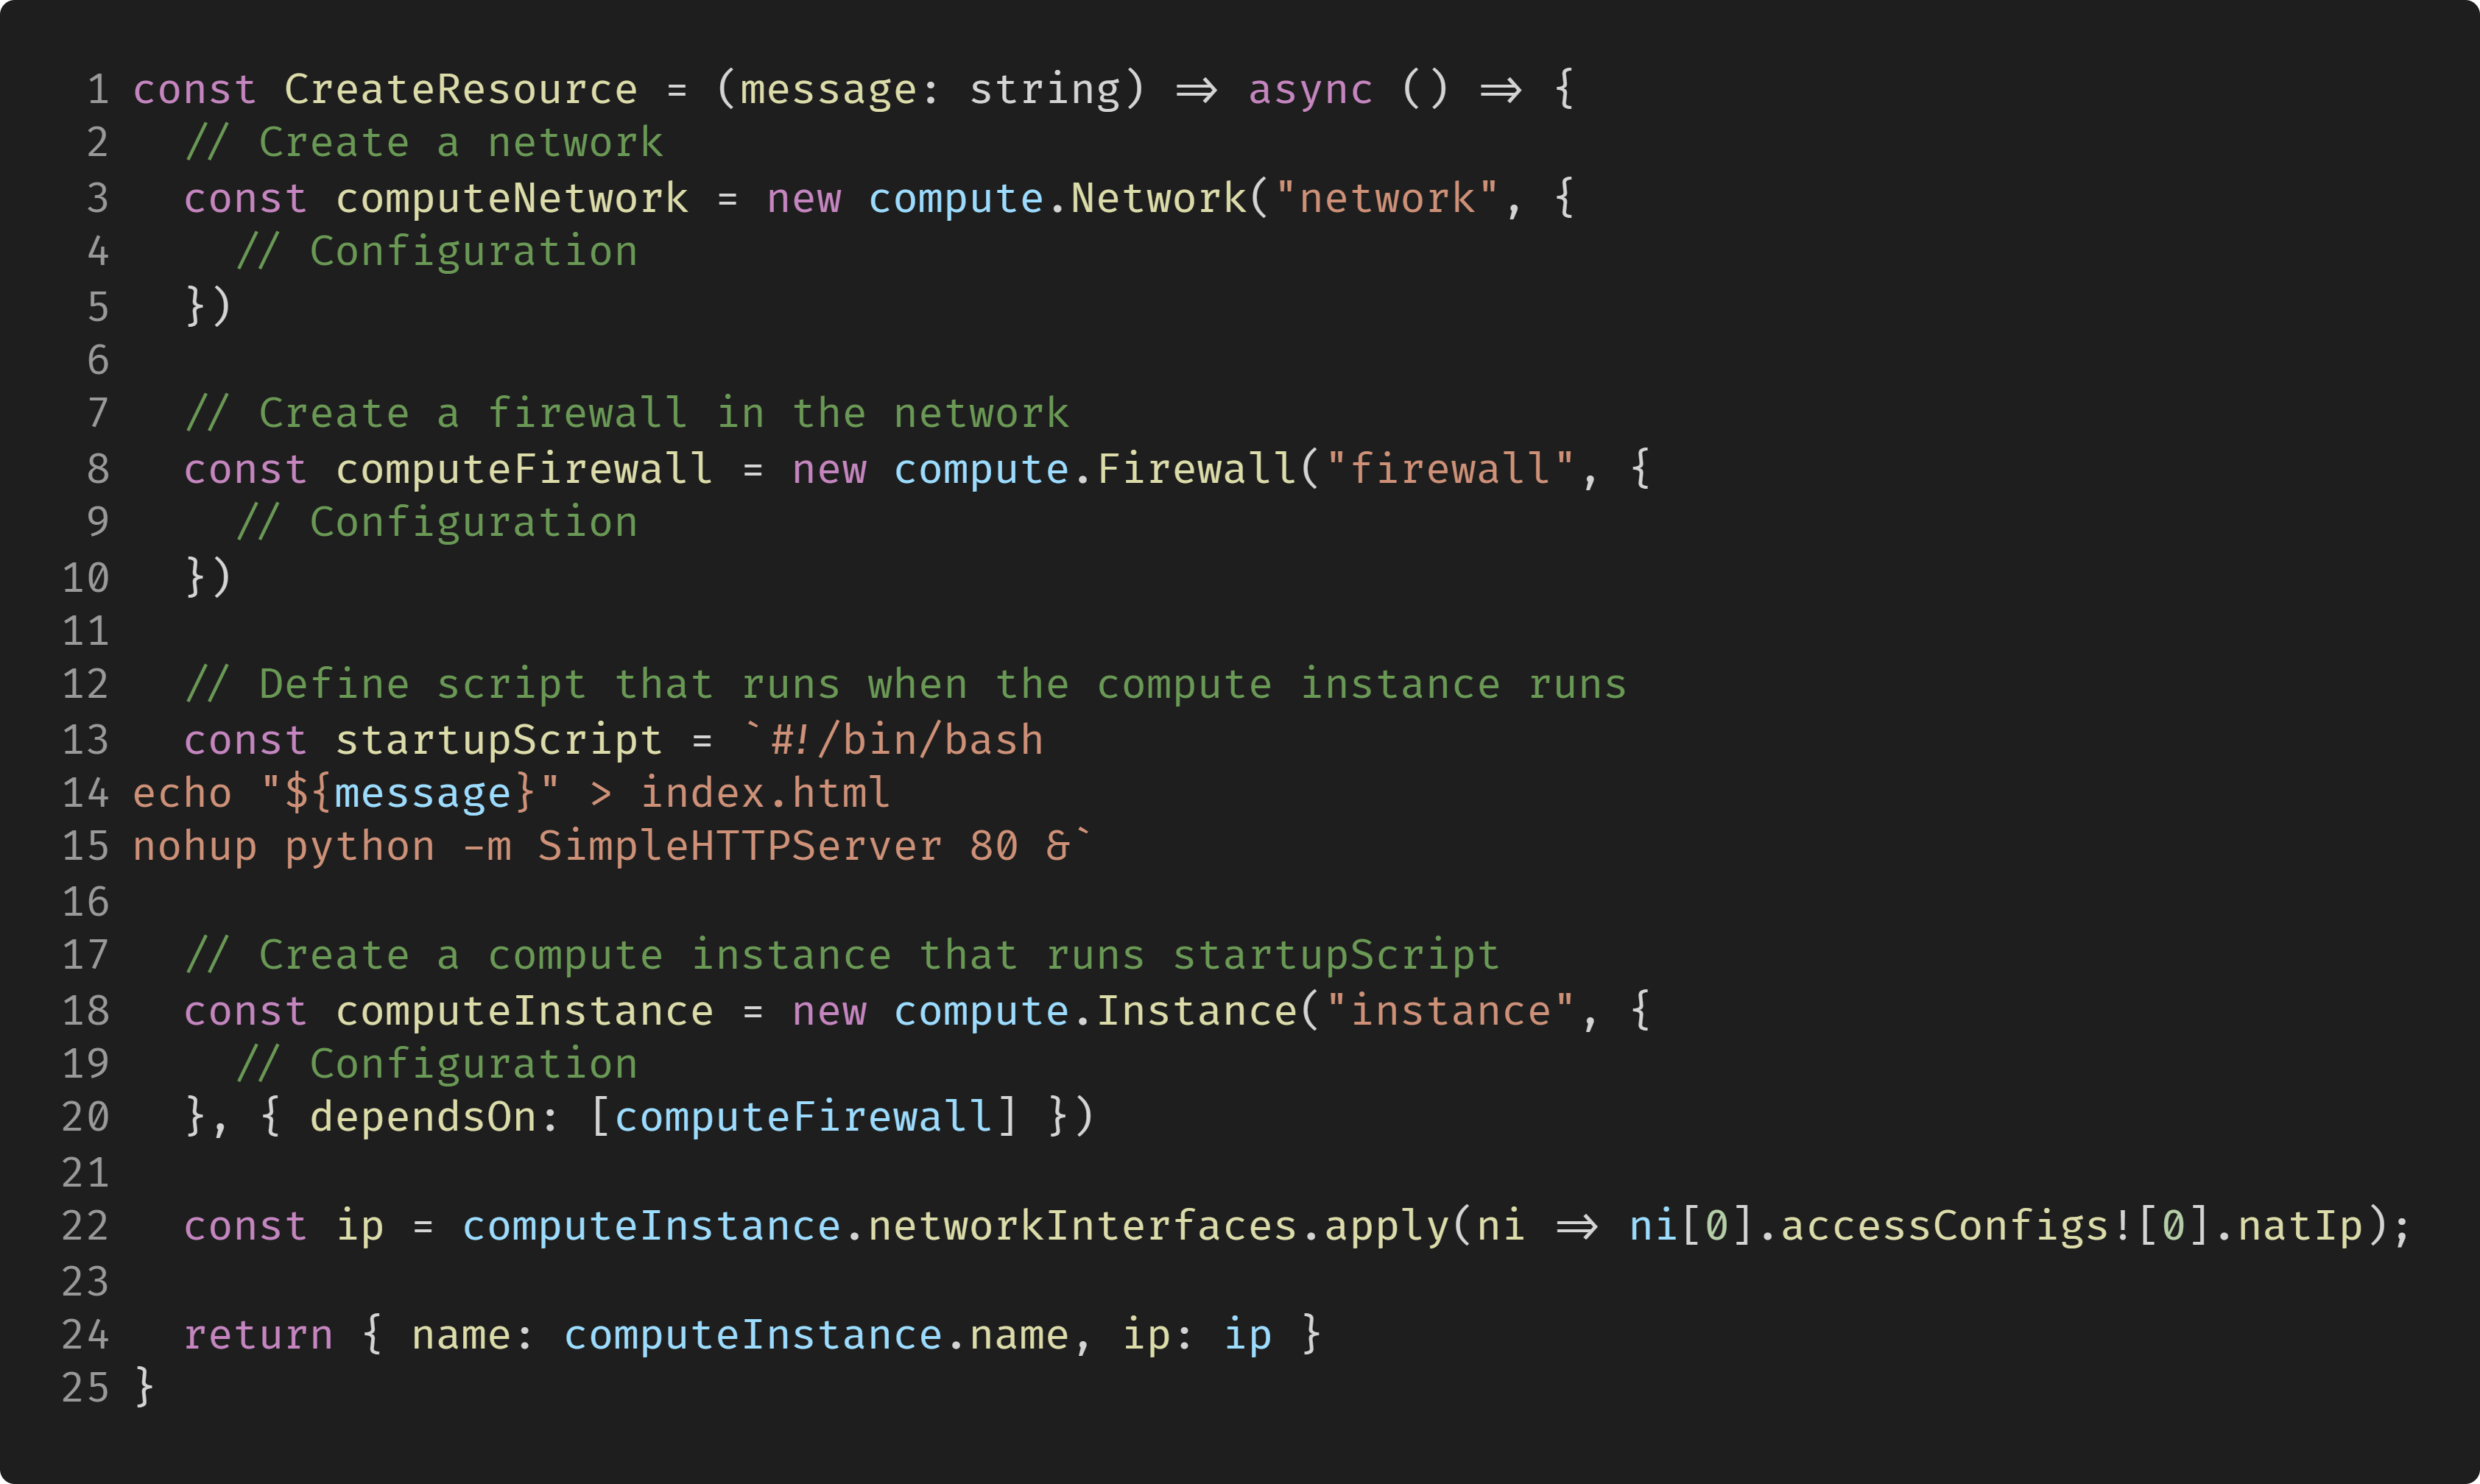 1 const CreateResource = (message: string) => async () => {
2   // Create a network
3   const computeNetwork = new compute.Network("network", {
4     // Configuration
5   })
6
7   // Create a firewall in the network
8   const computeFirewall = new compute.Firewall("firewall", {
9     // Configuration
10   })
11
12   // Define script that runs when the compute instance runs
13   const startupScript = `#!/bin/bash
14 echo "${message}" > index.html
15 nohup python -m SimpleHTTPServer 80 &`
16
17   // Create a compute instance that runs startupScript
18   const computeInstance = new compute.Instance("instance", {
19     // Configuration
20   }, { dependsOn: [computeFirewall] })
21
22   const ip = computeInstance.networkInterfaces.apply(ni => ni[0].accessConfigs![0].natIp);
23
24   return { name: computeInstance.name, ip: ip }
25 }